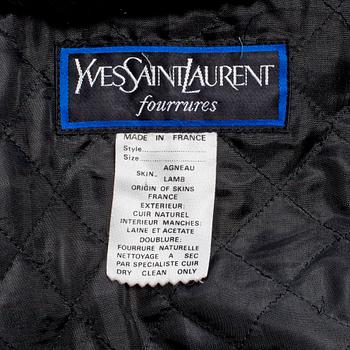 YVESSAINTLAURENT
fourrures
MADE IN FRANCE
Style..................
Size...................
AGNEAU
SKIN- LAMB
ORIGIN OF SKINS
FRANCE
EXTERIEUR:
CUIR NATUREL
INTERIEUR MANCHES:
LAINE ET ACETATE
DOUBLURE:
FOURRURE NATURELLE
NETTOYAGE A SEC
PAR SPECIALISTE CUIR
DRY CLEAN ONLY